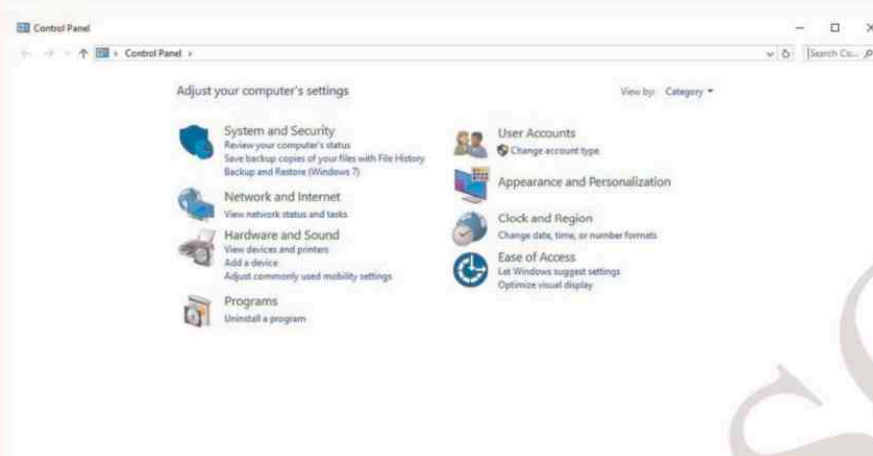 Control Panel
Control Panel
Search Co...
Adjust your computer's settings
View by: Category
System and Security
Review your computer's status
Save backup copies of your files with File History
Backup and Restore (Windows 7)
Network and Internet
View network status and tasks
Hardware and Sound
View devices and printers
Add a device
Adjust commonly used mobility settings
Programs
Uninstall a program
User Accounts
Change account type
Appearance and Personalization
Clock and Region
Change date, time, or number formats
Ease of Access
Let Windows suggest settings
Optimize visual display